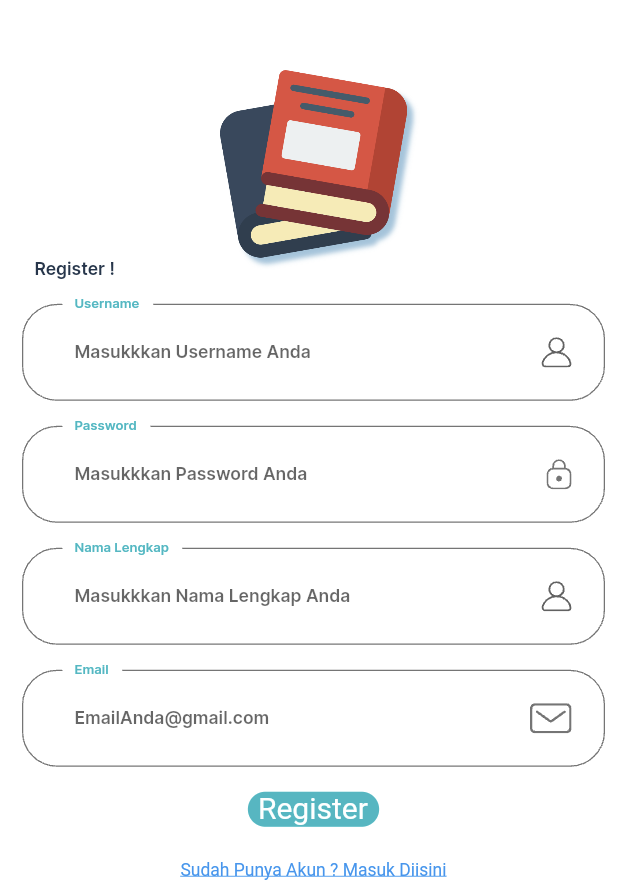 Register !
Username
Masukkkan Username Anda
Password
Masukkkan Password Anda
Nama Lengkap
Masukkkan Nama Lengkap Anda
Email
EmailAnda@gmail.com
Register
Sudah Punya Akun ? Masuk Diisini